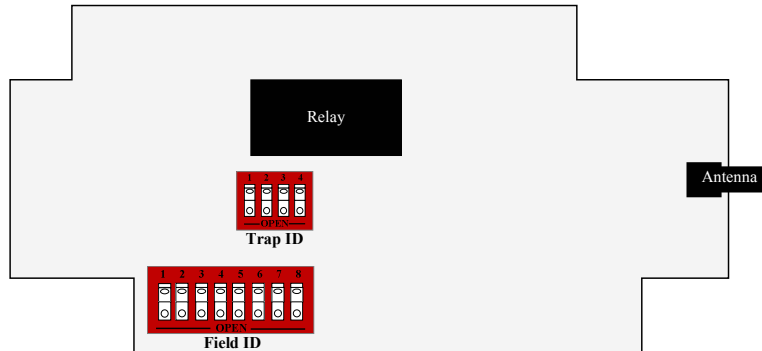 Relay
Antenna
1 2 3 4
OPEN
Trap ID
1 2 3 4 5 6 7 8
OPEN
Field ID